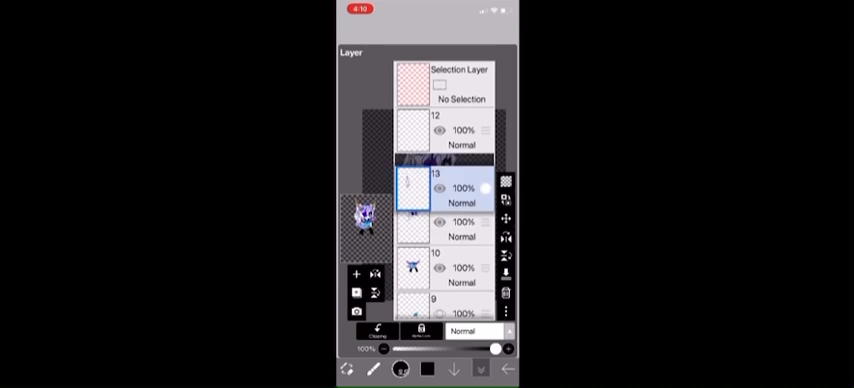 4:10
Layer
Selection Layer
No Selection
12
100%
Normal
13
100%
Normal
100%
Normal
10
100%
Normal
9
100%
Clipping
Normal
100%